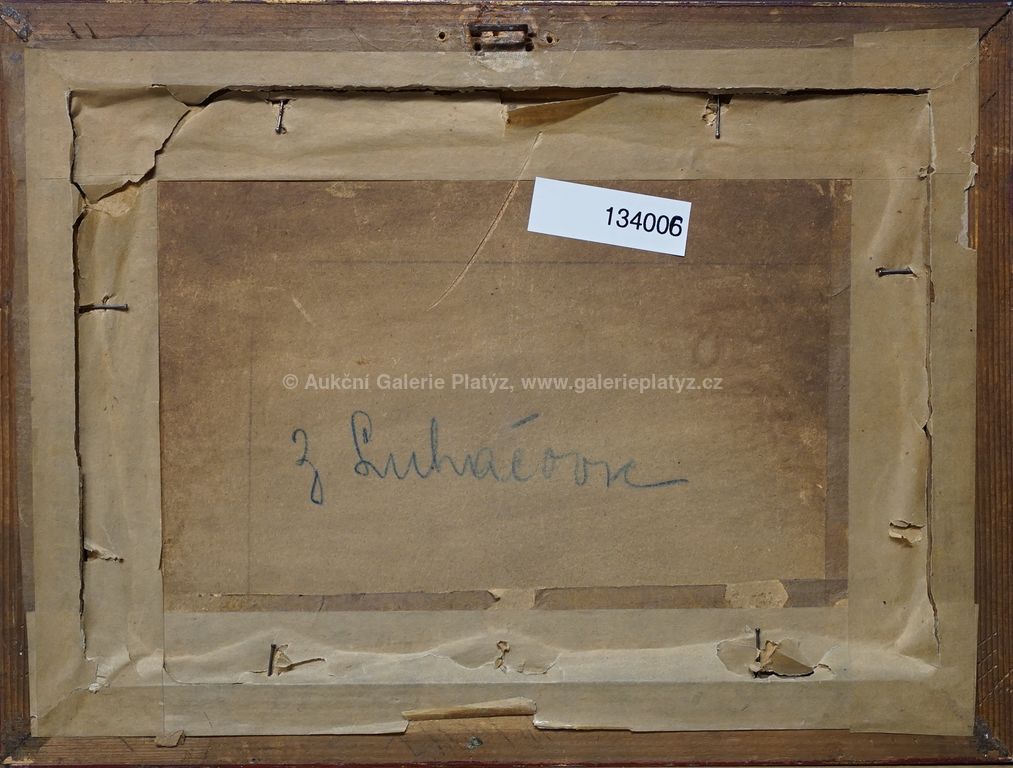 134006
© Aukční Galerie Platýz, www.galerieplatyz.cz
z Luhačovic